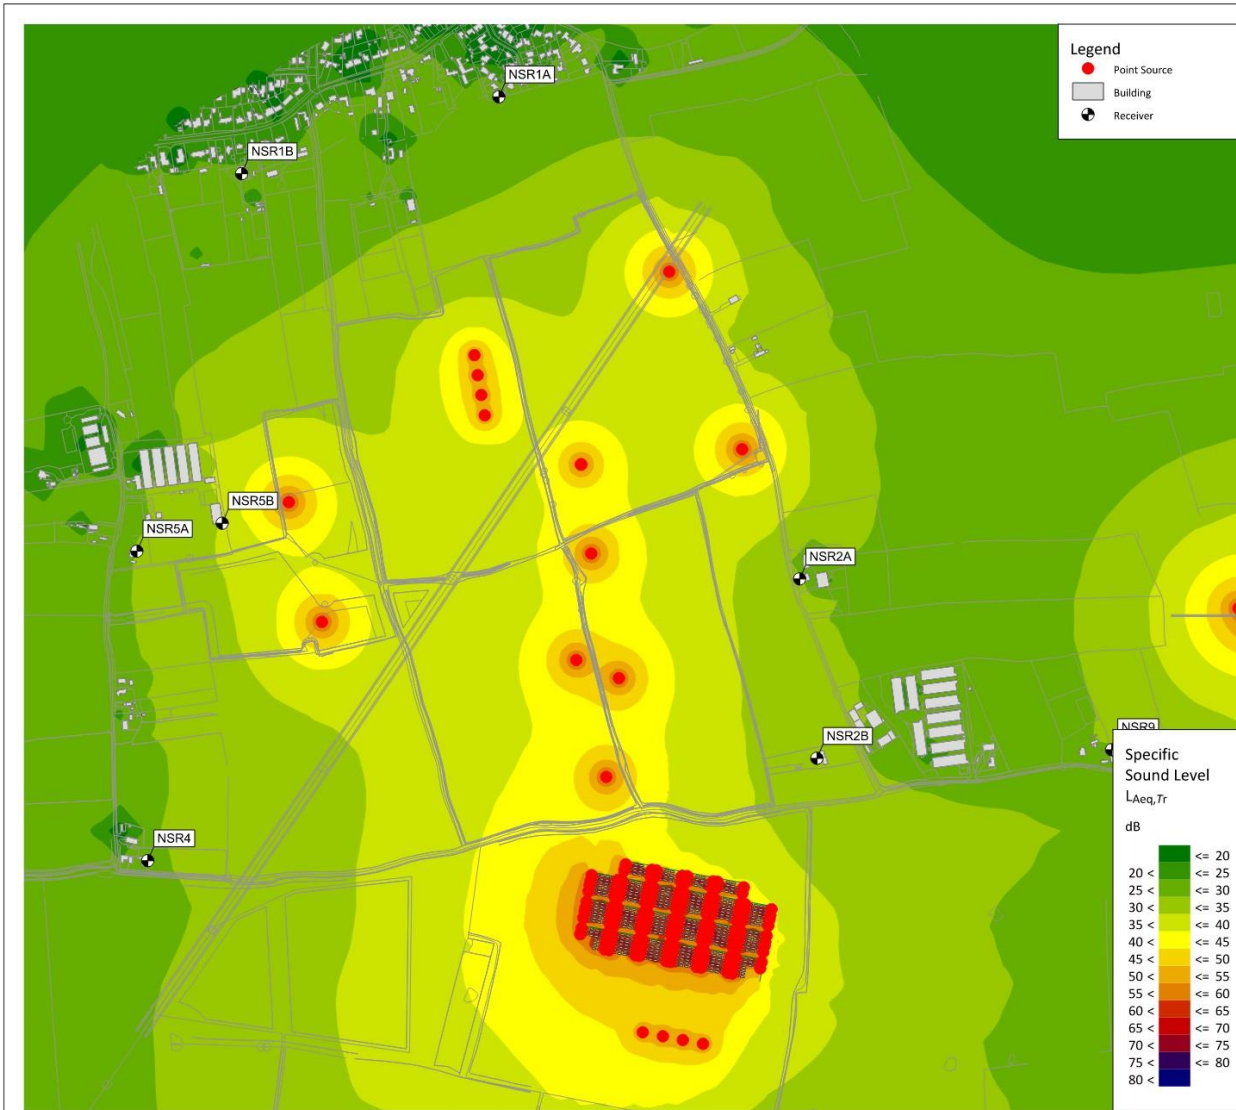 Legend
Point Source
Building
Receiver
NSR1A
NSR1B
NSR5B
NSR5A
NSR2A
NSR2B
NSR9
NSR4
Specific
Sound Level
LAeq,Tr
dB
<= 20
20 < <= 25
25 < <= 30
30 < <= 35
35 < <= 40
40 < <= 45
45 < <= 50
50 < <= 55
55 < <= 60
60 < <= 65
65 < <= 70
70 < <= 75
75 < <= 80
80 <